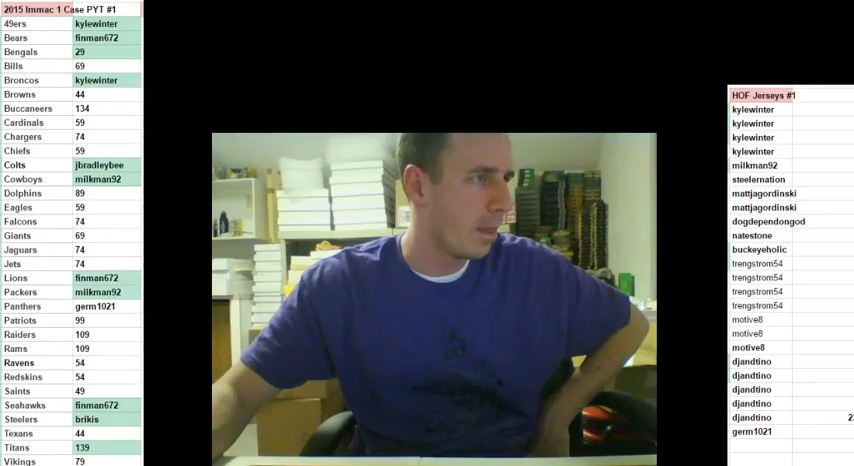 2015 Immac 1 Case PYT #1
49ers kylewinter
Bears finman672
Bengals 29
Bills 69
Broncos kylewinter
Browns 44
Buccaneers 134
Cardinals 59
Chargers 74
Chiefs 59
Colts jbradleybee
Cowboys milkman92
Dolphins 89
Eagles 59
Falcons 74
Giants 69
Jaguars 74
Jets 74
Lions finman672
Packers milkman92
Panthers germ1021
Patriots 99
Raiders 109
Rams 109
Ravens 54
Redskins 54
Saints 49
Seahawks finman672
Steelers brikis
Texans 44
Titans 139
Vikings 79
HOF Jerseys #1
kylewinter
kylewinter
kylewinter
kylewinter
milkman92
steelernation
mattjagordinski
mattjagordinski
dogdependongod
natestone
buckeyeholic
trengstrom54
trengstrom54
trengstrom54
trengstrom54
motive8
motive8
motive8
djandtino
djandtino
djandtino
djandtino
djandtino
germ1021